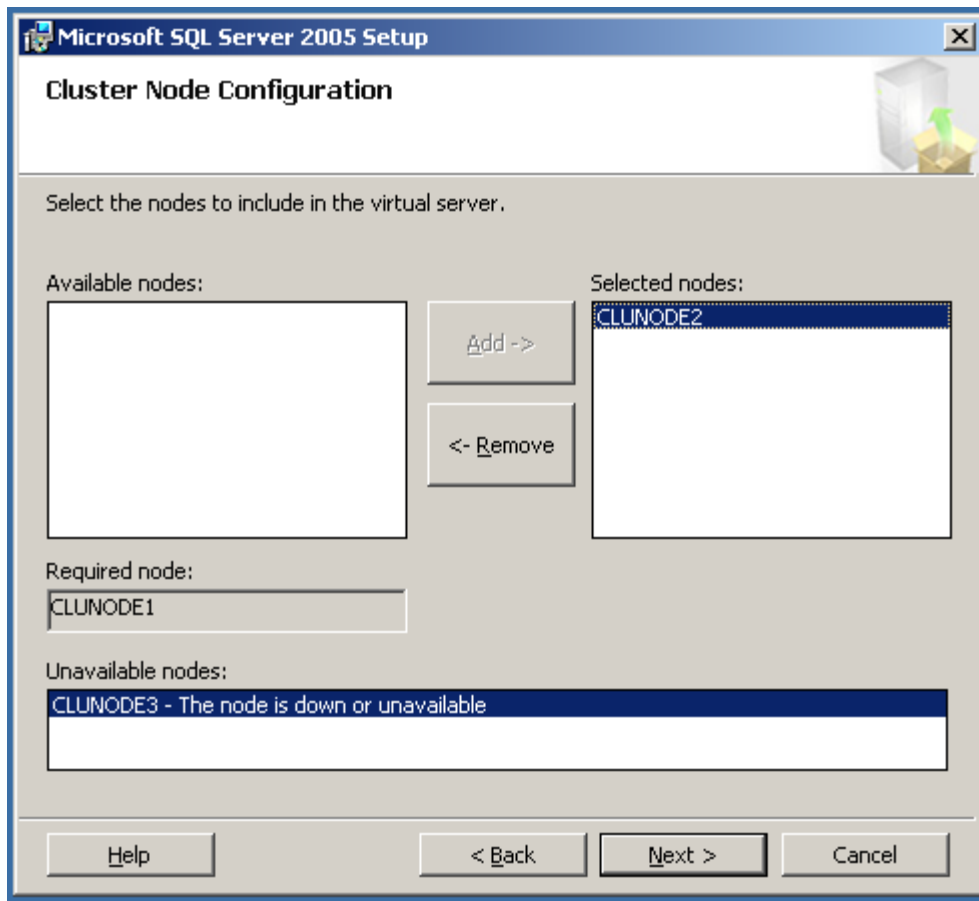 Microsoft SQL Server 2005 Setup
Cluster Node Configuration
Select the nodes to include in the virtual server.
Available nodes:
Selected nodes:
CLUNODE2
Add ->
<- Remove
Required node:
CLUNODE1
Unavailable nodes:
CLUNODE3 - The node is down or unavailable
Help
< Back
Next >
Cancel